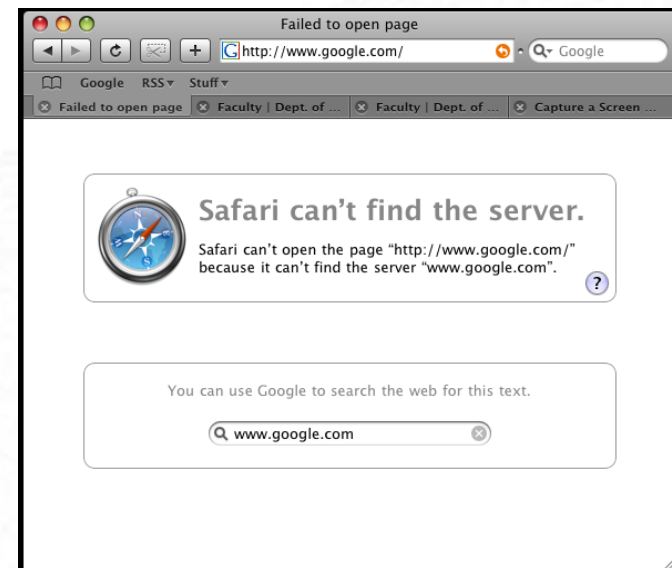 Failed to open page
http://www.google.com/
Google
Google RSS Stuff
Failed to open page Faculty | Dept. of ... Faculty | Dept. of ... Capture a Screen ...
Safari can’t find the server.
Safari can’t open the page “http://www.google.com/”
because it can’t find the server “www.google.com”.
?
You can use Google to search the web for this text.
www.google.com